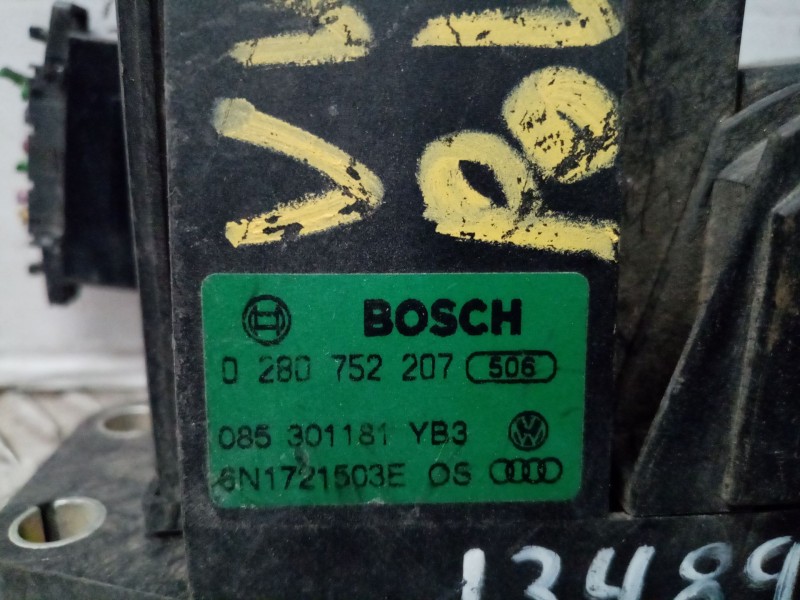 BOSCH
0 280 752 207 506
085 301181 YB3
6N1721503E OS
13489